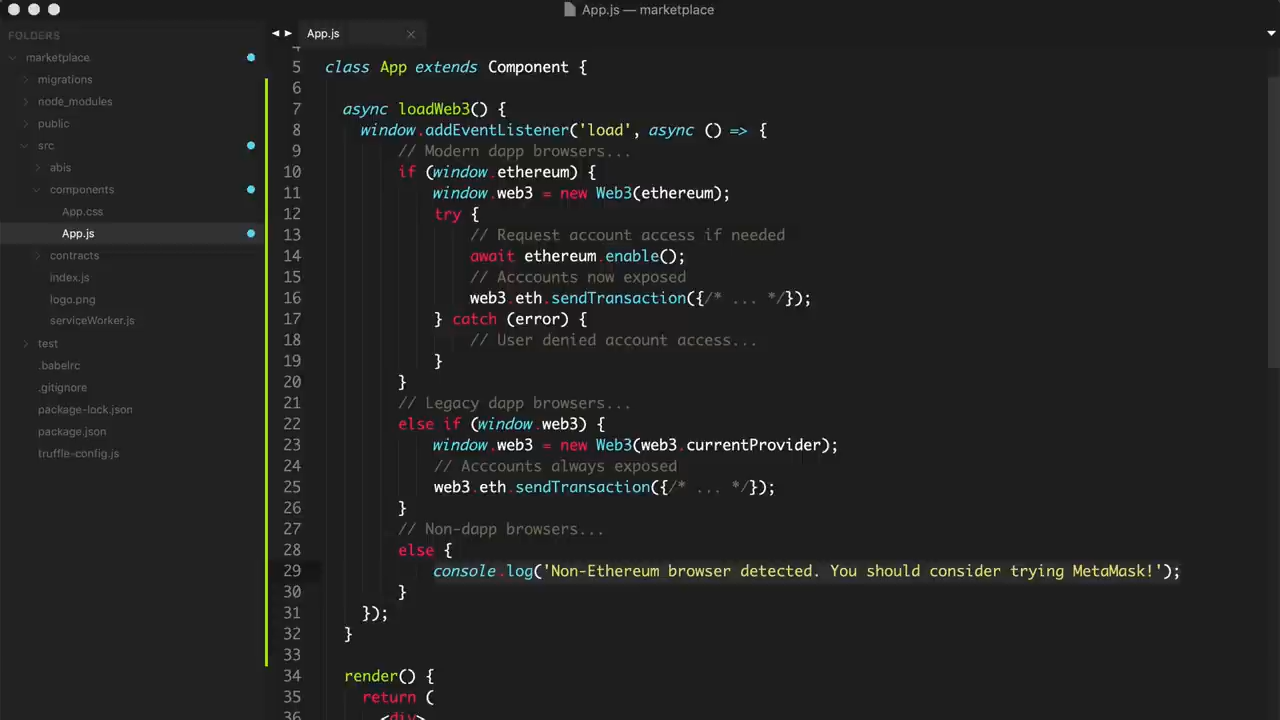 App.js — marketplace
FOLDERS
marketplace
migrations
node_modules
public
src
abis
components
App.css
App.js
contracts
index.js
logo.png
serviceWorker.js
test
.babelrc
.gitignore
package-lock.json
package.json
truffle-config.js
App.js
4
5 class App extends Component {
6
7 async loadWeb3() {
8 window.addEventListener('load', async () => {
9 // Modern dapp browsers...
10 if (window.ethereum) {
11 window.web3 = new Web3(ethereum);
12 try {
13 // Request account access if needed
14 await ethereum.enable();
15 // Acccounts now exposed
16 web3.eth.sendTransaction({/* ... */});
17 } catch (error) {
18 // User denied account access...
19 }
20 }
21 // Legacy dapp browsers...
22 else if (window.web3) {
23 window.web3 = new Web3(web3.currentProvider);
24 // Acccounts always exposed
25 web3.eth.sendTransaction({/* ... */});
26 }
27 // Non-dapp browsers...
28 else {
29 console.log('Non-Ethereum browser detected. You should consider trying MetaMask!');
30 }
31 });
32 }
33
34 render() {
35 return (
36 <div>